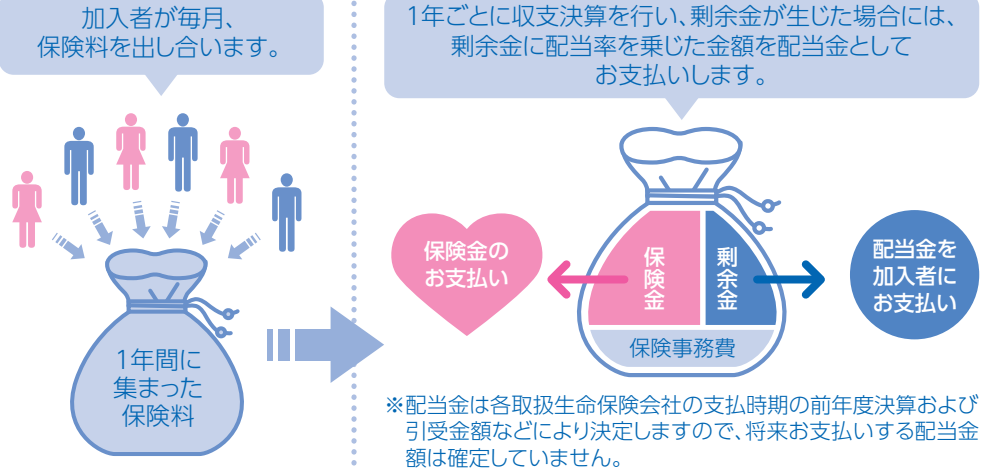 加入者が毎月、
保険料を出し合います。
1年間に
集まった
保険料
1年ごとに収支決算を行い、剰余金が生じた場合には、
剰余金に配当率を乗じた金額を配当金として
お支払いします。
保険金の
お支払い
保険金
剰余金
保険事務費
配当金を
加入者に
お支払い
※配当金は各取扱生命保険会社の支払時期の前年度決算および
引受金額などにより決定しますので、将来お支払いする配当金
額は確定していません。